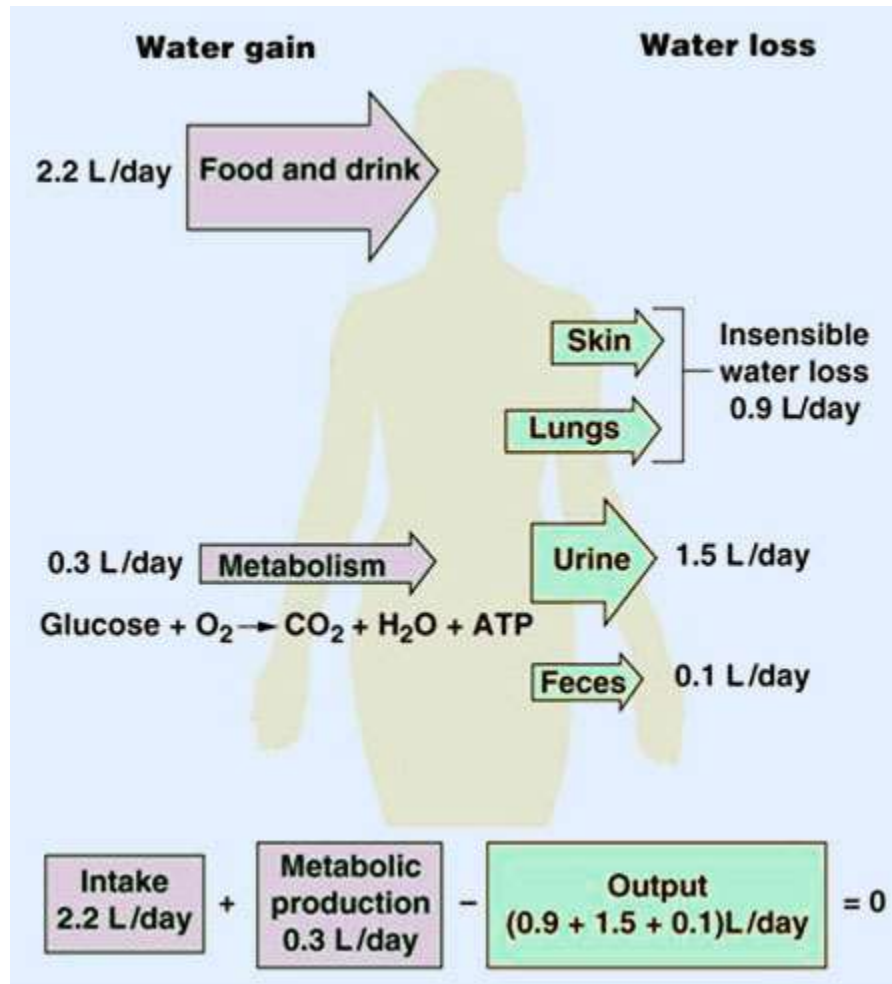 Water gain
Water loss
2.2 L/day
Food and drink
Skin
Lungs
Insensible
water loss
0.9 L/day
0.3 L/day
Metabolism
Glucose + O₂ → CO₂ + H₂O + ATP
Urine
1.5 L/day
Feces
0.1 L/day
Intake
2.2 L/day
+
Metabolic
production
0.3 L/day
–
Output
(0.9 + 1.5 + 0.1)L/day
= 0